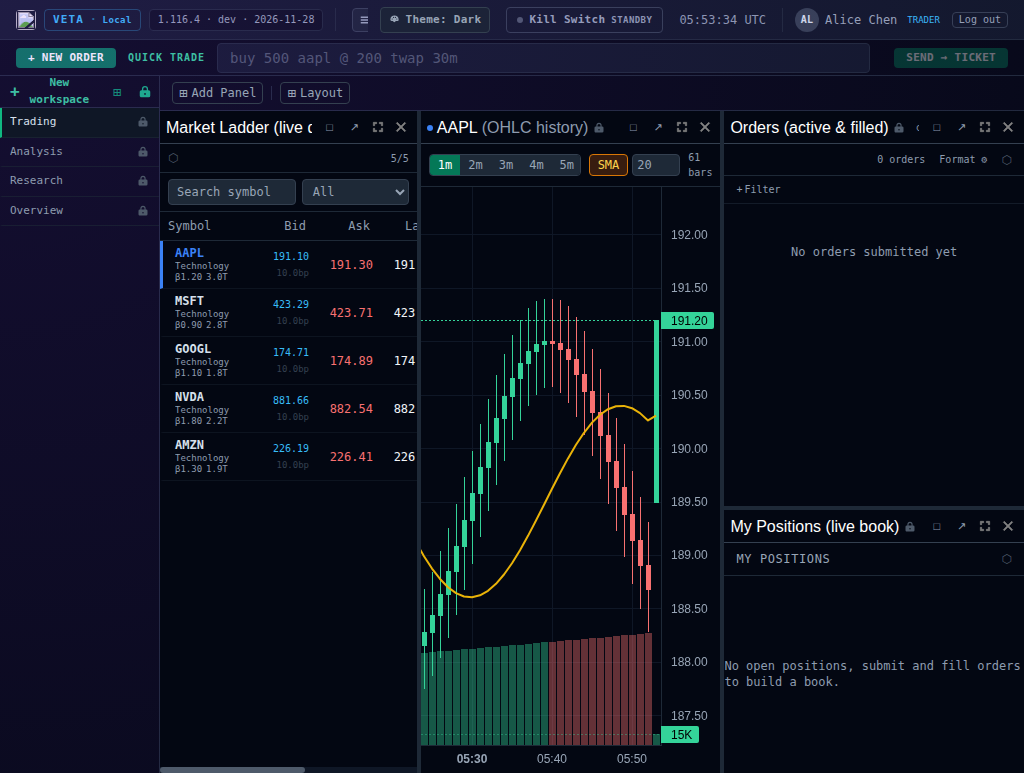 VETA · Local
1.116.4 · dev · 2026-11-28
Theme: Dark
Kill Switch STANDBY
05:53:34 UTC
AL
Alice Chen
TRADER
Log out
+ NEW ORDER
QUICK TRADE
buy 500 aapl @ 200 twap 30m
SEND → TICKET
+ New workspace
Add Panel
Layout
Trading
Analysis
Research
Overview
Market Ladder (live
5/5
Search symbol
All
Symbol Bid Ask La
AAPL 191.10 191.30 191
Technology 10.0bp
β1.20 3.0T
MSFT 423.29 423.71 423
Technology 10.0bp
β0.90 2.8T
GOOGL 174.71 174.89 174
Technology 10.0bp
β1.10 1.8T
NVDA 881.66 882.54 882
Technology 10.0bp
β1.80 2.2T
AMZN 226.19 226.41 226
Technology 10.0bp
β1.30 1.9T
AAPL (OHLC history)
1m 2m 3m 4m 5m SMA 20 61 bars
192.00
191.50
191.20
191.00
190.50
190.00
189.50
189.00
188.50
188.00
187.50
15K
05:30 05:40 05:50
Orders (active & filled)
0 orders Format
+ Filter
No orders submitted yet
My Positions (live book)
MY POSITIONS
No open positions, submit and fill orders
to build a book.